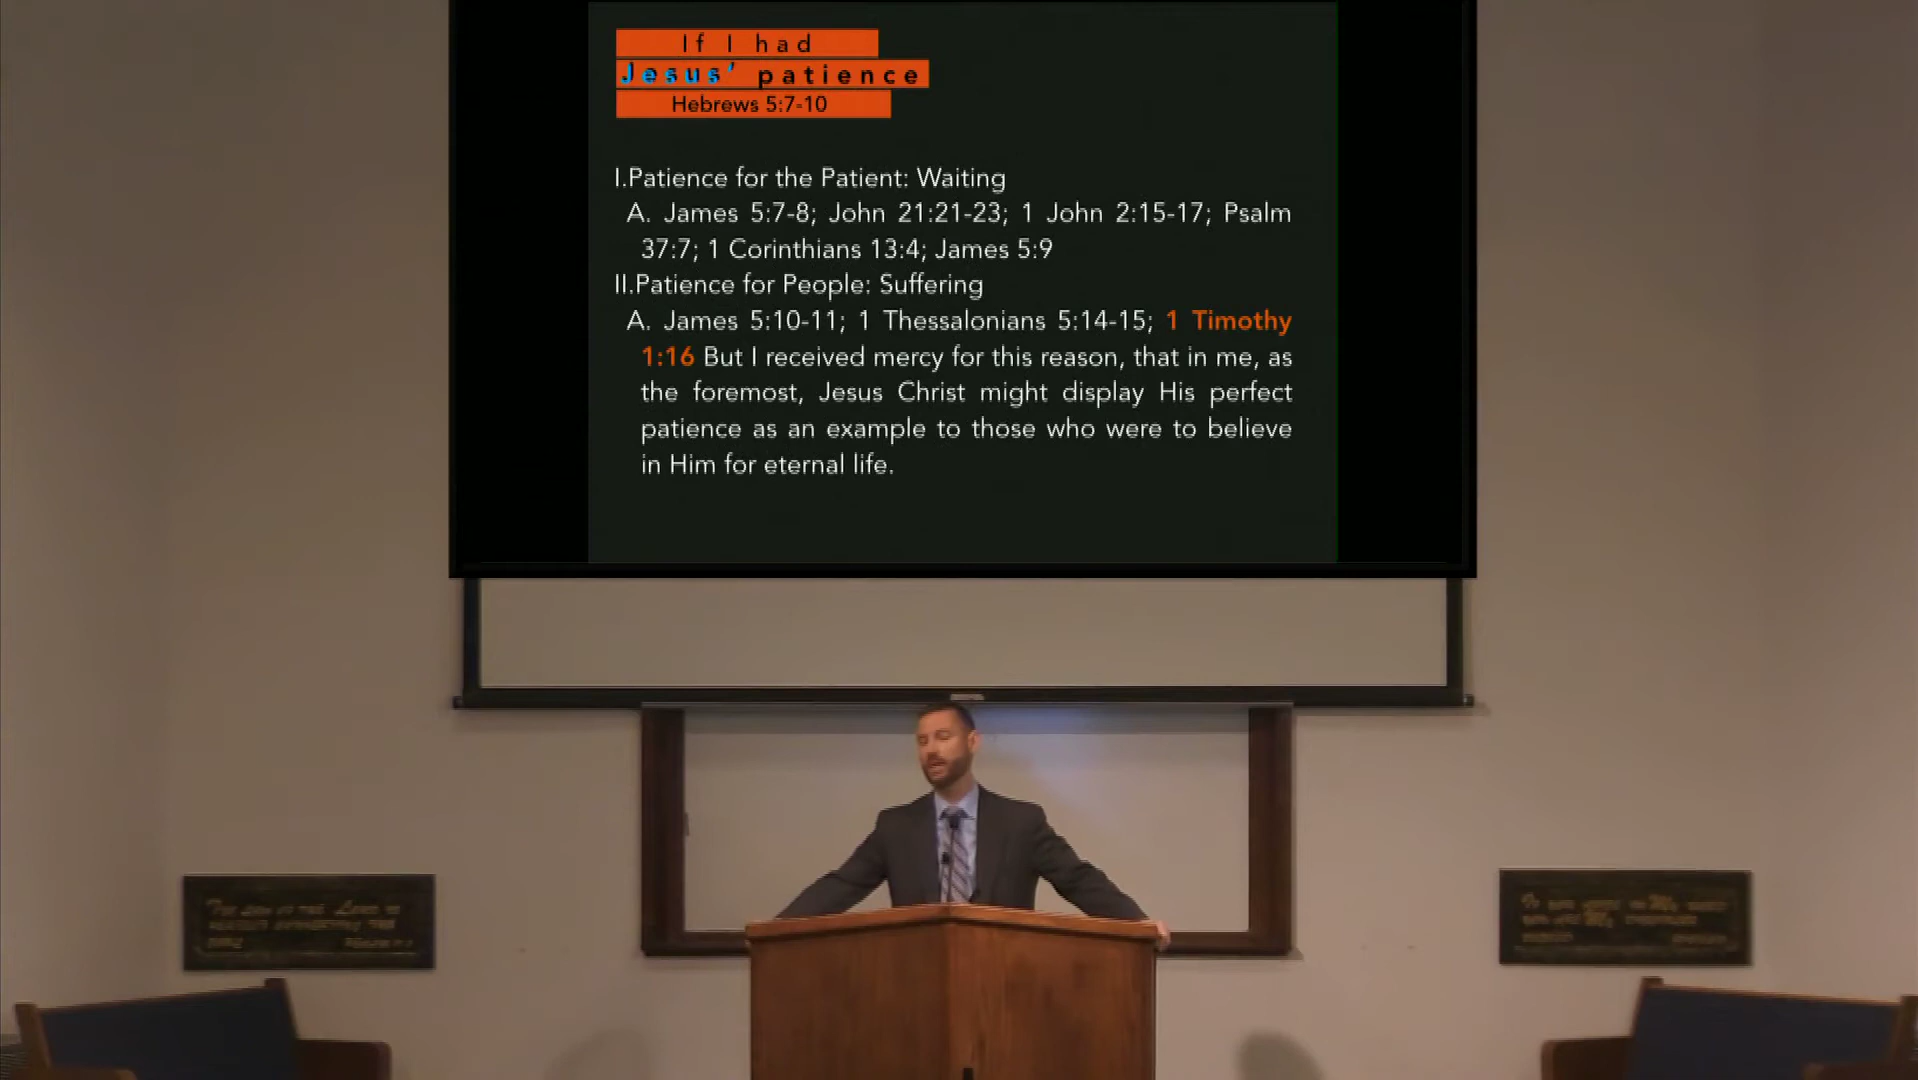 If I had
Jesus' patience
Hebrews 5:7-10
I.Patience for the Patient: Waiting
A. James 5:7-8; John 21:21-23; 1 John 2:15-17; Psalm
37:7; 1 Corinthians 13:4; James 5:9
II.Patience for People: Suffering
A. James 5:10-11; 1 Thessalonians 5:14-15; 1 Timothy
1:16 But I received mercy for this reason, that in me, as
the foremost, Jesus Christ might display His perfect
patience as an example to those who were to believe
in Him for eternal life.